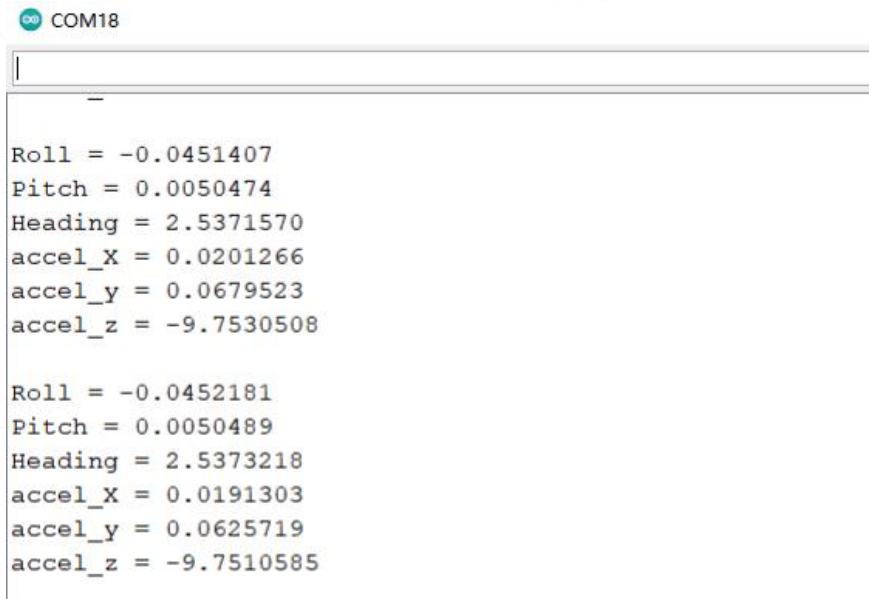 COM18
Roll = -0.0451407
Pitch = 0.0050474
Heading = 2.5371570
accel_X = 0.0201266
accel_y = 0.0679523
accel_z = -9.7530508
Roll = -0.0452181
Pitch = 0.0050489
Heading = 2.5373218
accel_X = 0.0191303
accel_y = 0.0625719
accel_z = -9.7510585